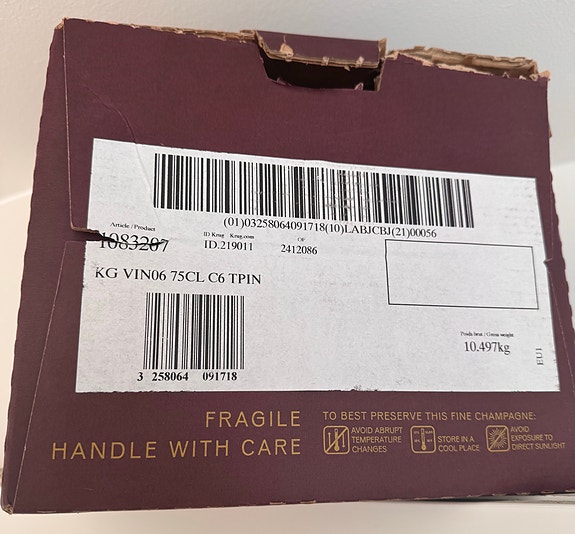 (01)03258064091718(10)LABJCBJ(21)00056
Article / Product
1083207
ID Krug Krug.com
ID.219011
OF
2412086
KG VIN06 75CL C6 TPIN
Poids brut / Gross weight
10.497kg
EU1
3 258064 091718
FRAGILE
HANDLE WITH CARE
TO BEST PRESERVE THIS FINE CHAMPAGNE:
AVOID ABRUPT
TEMPERATURE
CHANGES
STORE IN A
COOL PLACE
AVOID
EXPOSURE TO
DIRECT SUNLIGHT